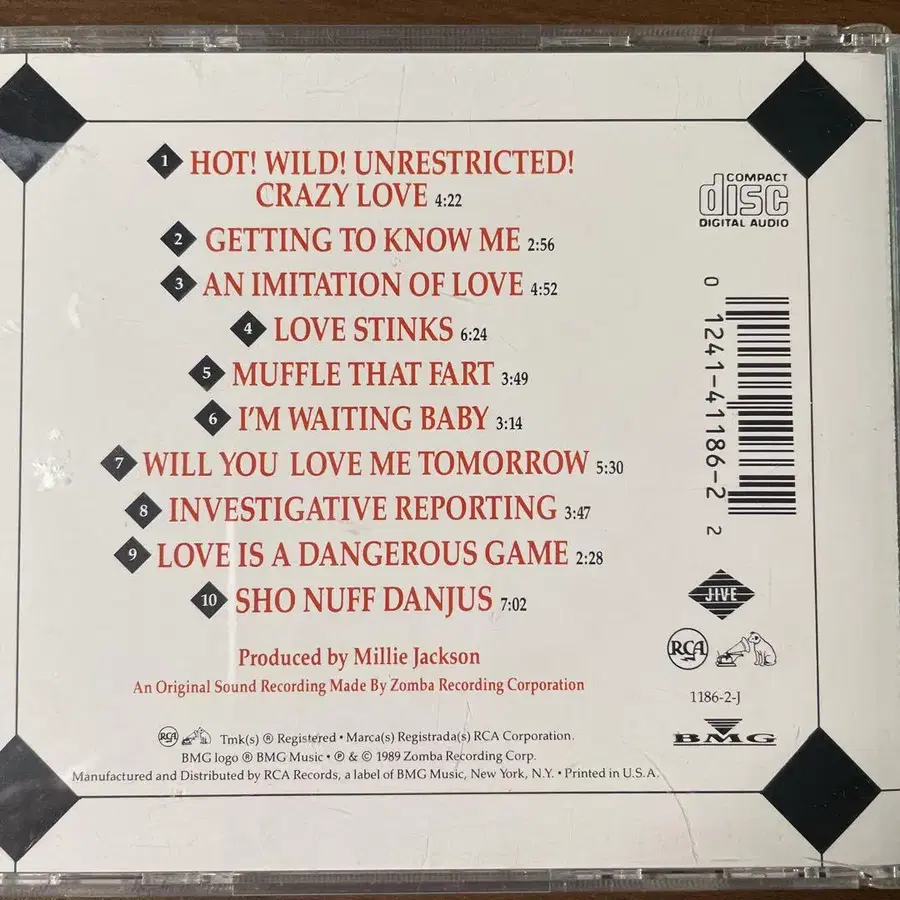 1 HOT! WILD! UNRESTRICTED!
CRAZY LOVE 4:22
2 GETTING TO KNOW ME 2:56
3 AN IMITATION OF LOVE 4:52
4 LOVE STINKS 6:24
5 MUFFLE THAT FART 3:49
6 I'M WAITING BABY 3:14
7 WILL YOU LOVE ME TOMORROW 5:30
8 INVESTIGATIVE REPORTING 3:47
9 LOVE IS A DANGEROUS GAME 2:28
10 SHO NUFF DANJUS 7:02
Produced by Millie Jackson
An Original Sound Recording Made By Zomba Recording Corporation
RCA Tmk(s) ® Registered • Marca(s) Registrada(s) RCA Corporation.
BMG logo ® BMG Music • ℗ & © 1989 Zomba Recording Corp.
Manufactured and Distributed by RCA Records, a label of BMG Music, New York, N.Y. • Printed in U.S.A.
COMPACT
disc
DIGITAL AUDIO
0 1241-41186-2 2
JIVE
RCA
1186-2-J
BMG